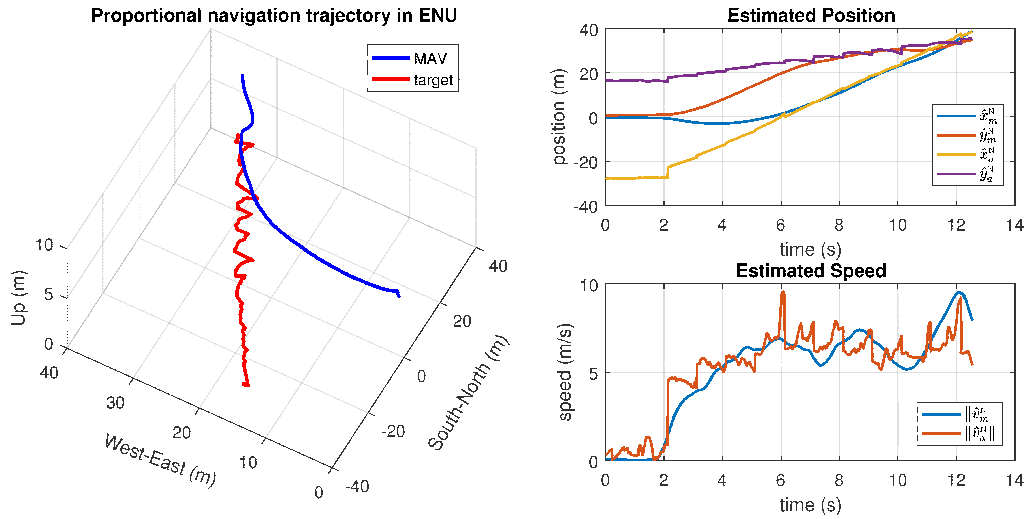 Proportional navigation trajectory in ENU
MAV
target
10
5
0
Up (m)
40
30
20
10
0
West-East (m)
40
20
0
-20
-40
South-North (m)
Estimated Position
40
20
0
-20
-40
position (m)
0 2 4 6 8 10 12 14
time (s)
Estimated Speed
10
5
0
speed (m/s)
0 2 4 6 8 10 12 14
time (s)